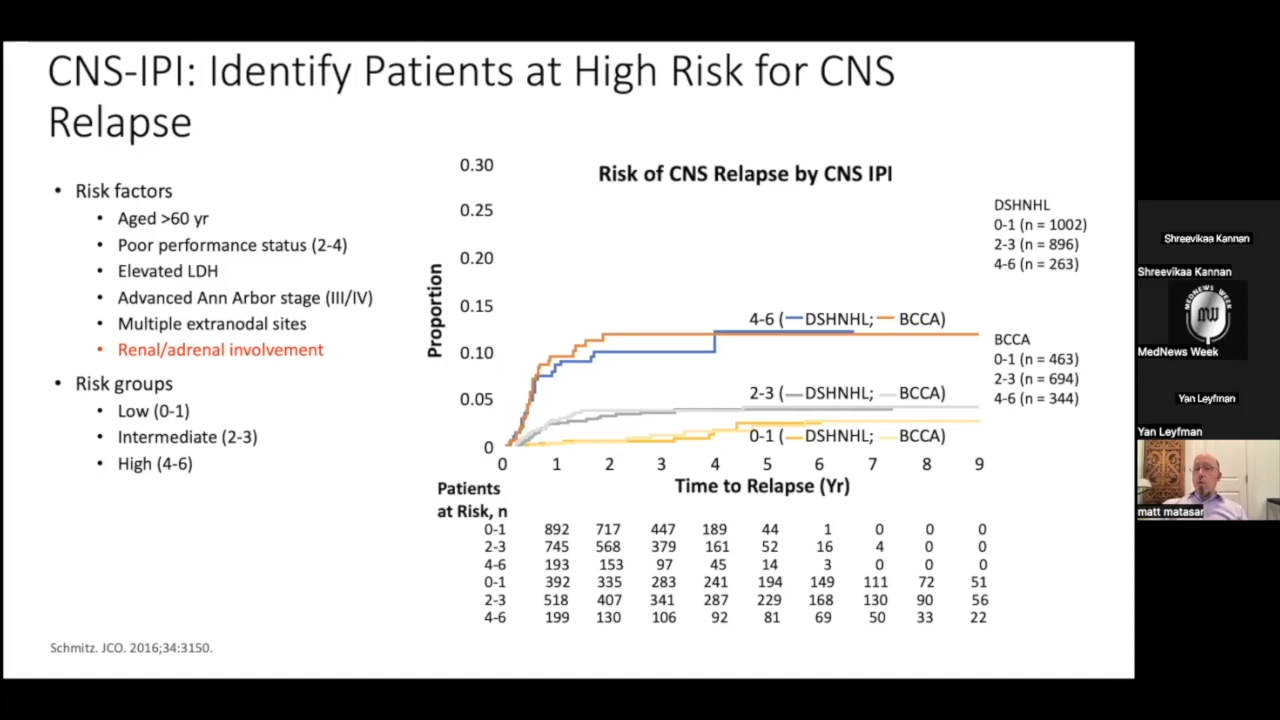 CNS-IPI: Identify Patients at High Risk for CNS
Relapse
• Risk factors
• Aged >60 yr
• Poor performance status (2-4)
• Elevated LDH
• Advanced Ann Arbor stage (III/IV)
• Multiple extranodal sites
• Renal/adrenal involvement
• Risk groups
• Low (0-1)
• Intermediate (2-3)
• High (4-6)
Schmitz. JCO. 2016;34:3150.
Risk of CNS Relapse by CNS IPI
Proportion
0.30
0.25
0.20
0.15
0.10
0.05
0
4-6 (DSHNHL; BCCA)
2-3 (DSHNHL; BCCA)
0-1 (DSHNHL; BCCA)
0 1 2 3 4 5 6 7 8 9
Time to Relapse (Yr)
Patients
at Risk, n
0-1 892 717 447 189 44 1 0 0 0
2-3 745 568 379 161 52 16 4 0 0
4-6 193 153 97 45 14 3 0 0 0
0-1 392 335 283 241 194 149 111 72 51
2-3 518 407 341 287 229 168 130 90 56
4-6 199 130 106 92 81 69 50 33 22
DSHNHL
0-1 (n = 1002)
2-3 (n = 896)
4-6 (n = 263)
BCCA
0-1 (n = 463)
2-3 (n = 694)
4-6 (n = 344)
Shreevikaa Kannan
Shreevikaa Kannan
MEDNEWS WEEK
MW
MedNews Week
Yan Leyfman
Yan Leyfman
matt matasar